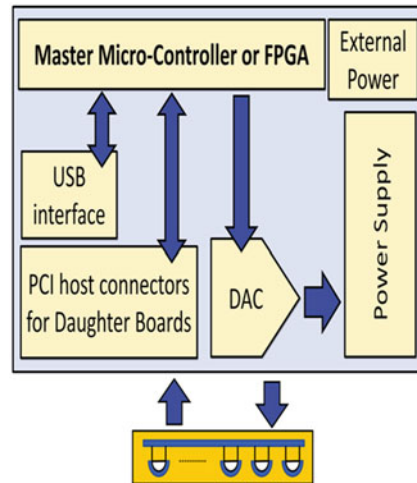 Master Micro-Controller or FPGA
External
Power
USB
interface
PCI host connectors
for Daughter Boards
DAC
Power Supply